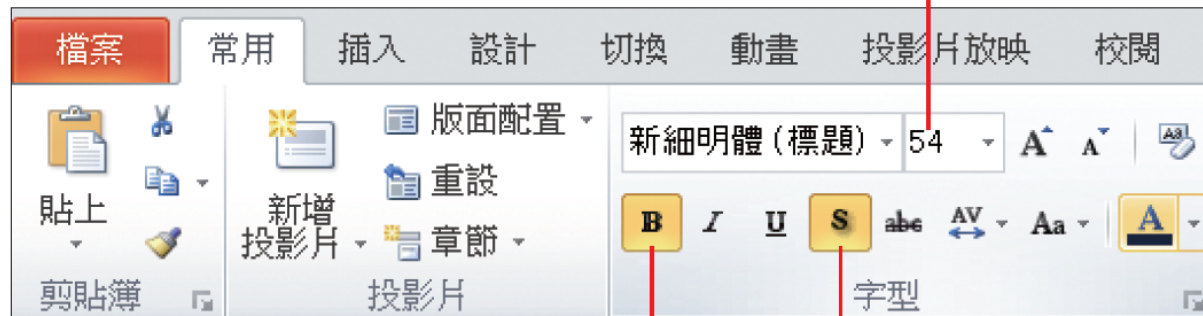 檔案 常用 插入 設計 切換 動畫 投影片放映 校閱
貼上
新增
投影片
版面配置
重設
章節
新細明體 (標題) 54 A A Aa
B I U S abc AV Aa A
剪貼簿 投影片 字型